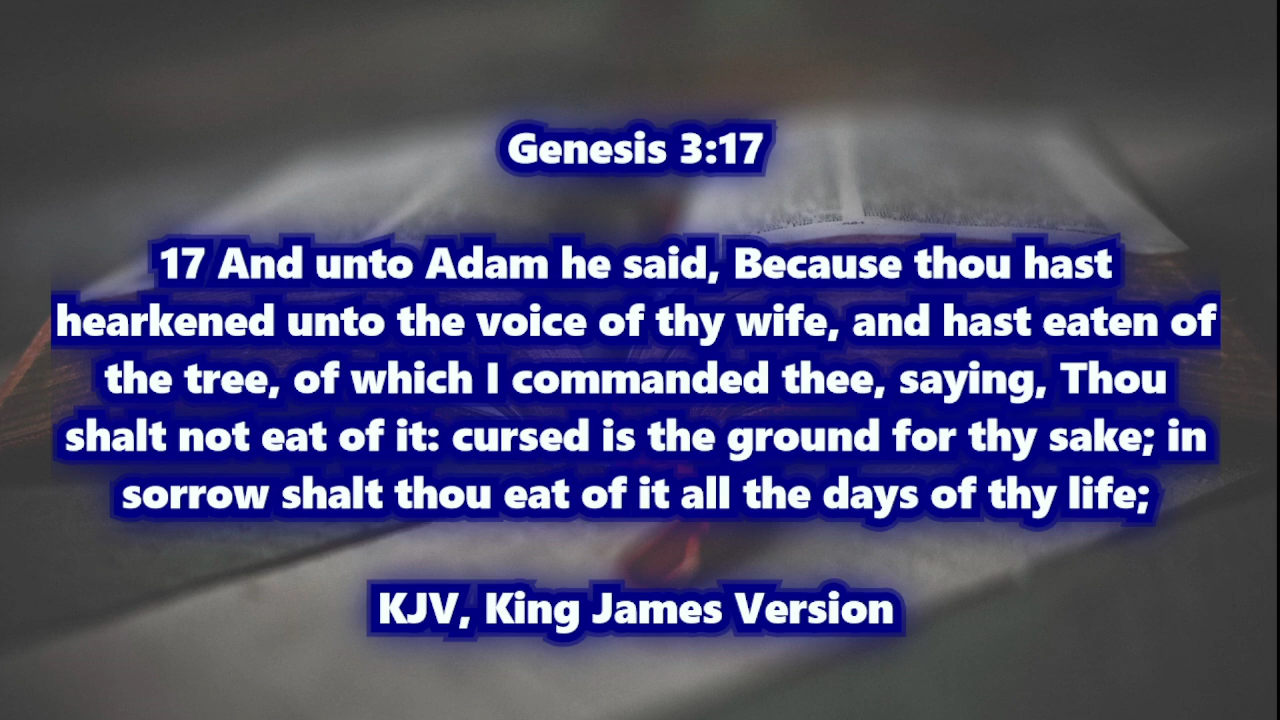 Genesis 3:17
17 And unto Adam he said, Because thou hast
hearkened unto the voice of thy wife, and hast eaten of
the tree, of which I commanded thee, saying, Thou
shalt not eat of it: cursed is the ground for thy sake; in
sorrow shalt thou eat of it all the days of thy life;
KJV, King James Version